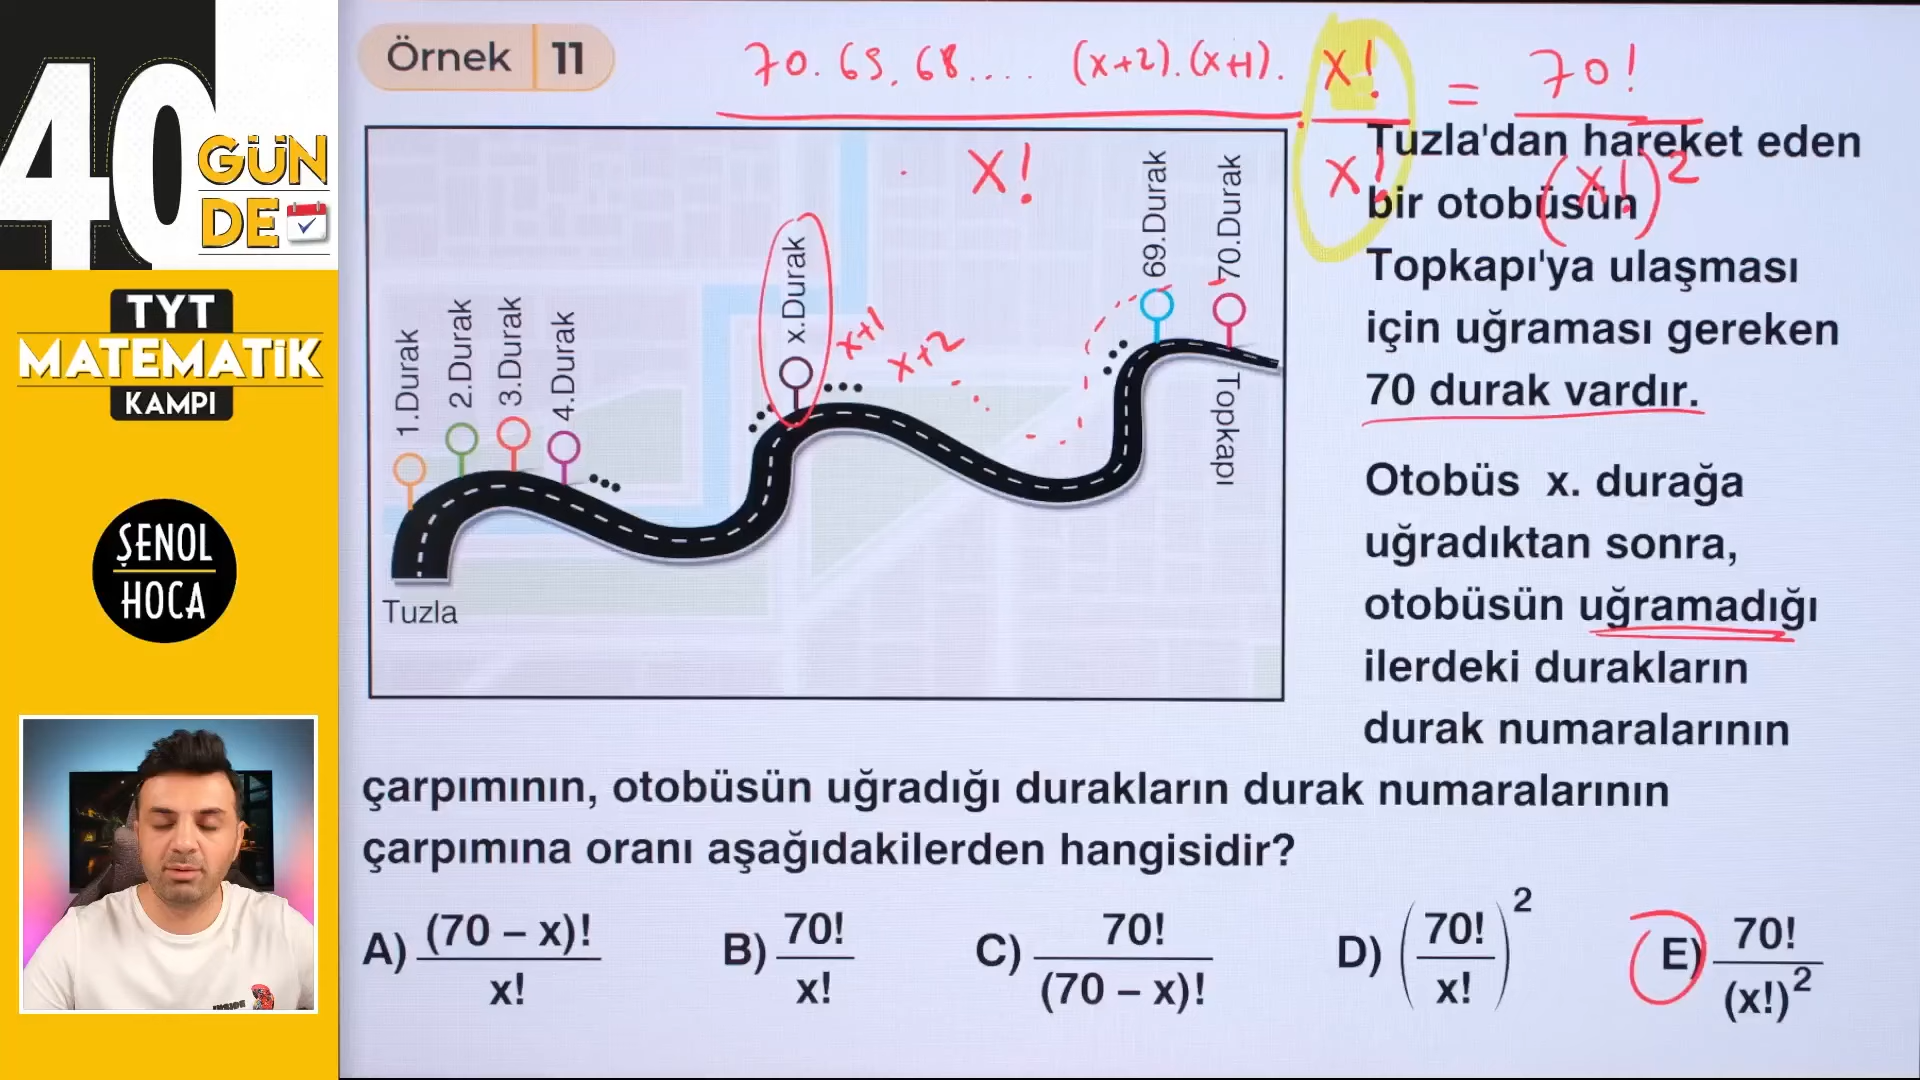 40
GÜN
DE
TYT
MATEMATİK
KAMPI
ŞENOL
HOCA
Örnek 11
70.69.68.... (x+2).(x+1). x! = 70!
x! x! (x!)²
1.Durak
2.Durak
3.Durak
4.Durak
x.Durak
x+1
x+2
69.Durak
70.Durak
Topkapı
Tuzla
Tuzla'dan hareket eden
bir otobüsün
Topkapı'ya ulaşması
için uğraması gereken
70 durak vardır.
Otobüs x. durağa
uğradıktan sonra,
otobüsün uğramadığı
ilerdeki durakların
durak numaralarının
çarpımının, otobüsün uğradığı durakların durak numaralarının
çarpımına oranı aşağıdakilerden hangisidir?
A) (70 – x)!/x! B) 70!/x! C) 70!/(70 – x)! D) (70!/x!)² E) 70!/(x!)²